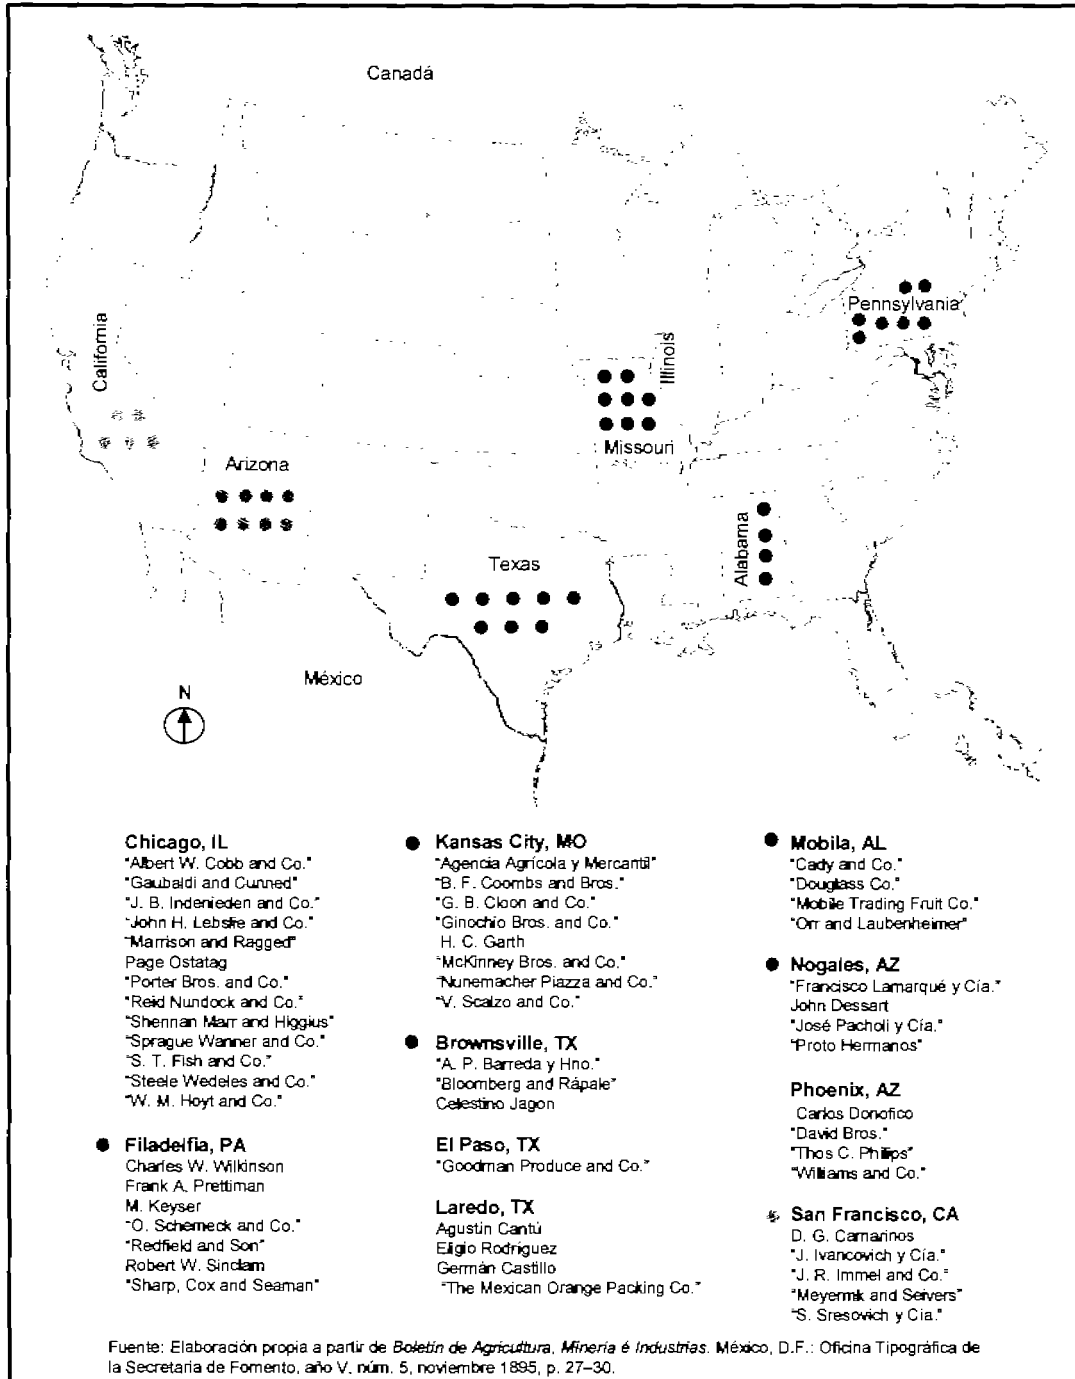 Canadá
Pennsylvania
California
Illinois
Missouri
Arizona
Alabama
Texas
México
N
Chicago, IL
"Albert W. Cobb and Co."
"Gaubaldi and Cunned"
"J. B. Indenieden and Co."
"John H. Lebsfre and Co."
"Marrison and Ragged"
Page Ostatag
"Porter Bros. and Co."
"Reid Nundock and Co."
"Shennan Marr and Higgius"
"Sprague Wanner and Co."
"S. T. Fish and Co."
"Steele Wedeles and Co."
"W. M. Hoyt and Co."
Filadelfia, PA
Charles W. Wilkinson
Frank A. Prettiman
M. Keyser
"O. Schemeck and Co."
"Redfield and Son"
Robert W. Sinclam
"Sharp, Cox and Seaman"
Kansas City, MO
"Agencia Agrícola y Mercantil"
"B. F. Coombs and Bros."
"G. B. Cloon and Co."
"Ginochio Bros. and Co."
H. C. Garth
"McKinney Bros. and Co."
"Nunemacher Piazza and Co."
"V. Scalzo and Co."
Brownsville, TX
"A. P. Barreda y Hno."
"Bloomberg and Rápale"
Celestino Jagon
El Paso, TX
"Goodman Produce and Co."
Laredo, TX
Agustín Cantú
Eligio Rodríguez
Germán Castillo
"The Mexican Orange Packing Co."
Mobila, AL
"Cady and Co."
"Douglass Co."
"Mobile Trading Fruit Co."
"Orr and Laubenheimer"
Nogales, AZ
"Francisco Lamarqué y Cía."
John Dessart
"José Pacholi y Cía."
"Proto Hermanos"
Phoenix, AZ
Carlos Donofico
"David Bros."
"Thos C. Phillips"
"Williams and Co."
San Francisco, CA
D. G. Camarinos
"J. Ivancovich y Cía."
"J. R. Immel and Co."
"Meyermk and Seivers"
"S. Sresovich y Cía."
Fuente: Elaboración propia a partir de Boletín de Agricultura, Minería é Industrias. México, D.F.: Oficina Tipográfica de
la Secretaria de Fomento, año V, núm. 5, noviembre 1895, p. 27–30.